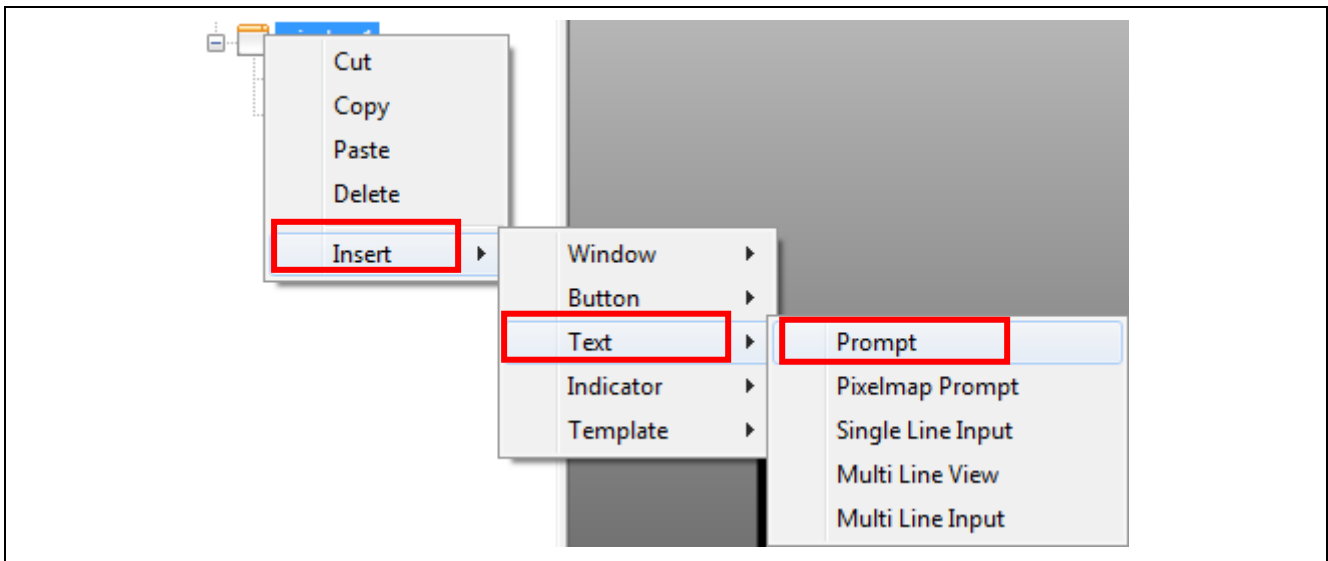 Cut
Copy
Paste
Delete
Insert
Window
Button
Text
Indicator
Template
Prompt
Pixelmap Prompt
Single Line Input
Multi Line View
Multi Line Input